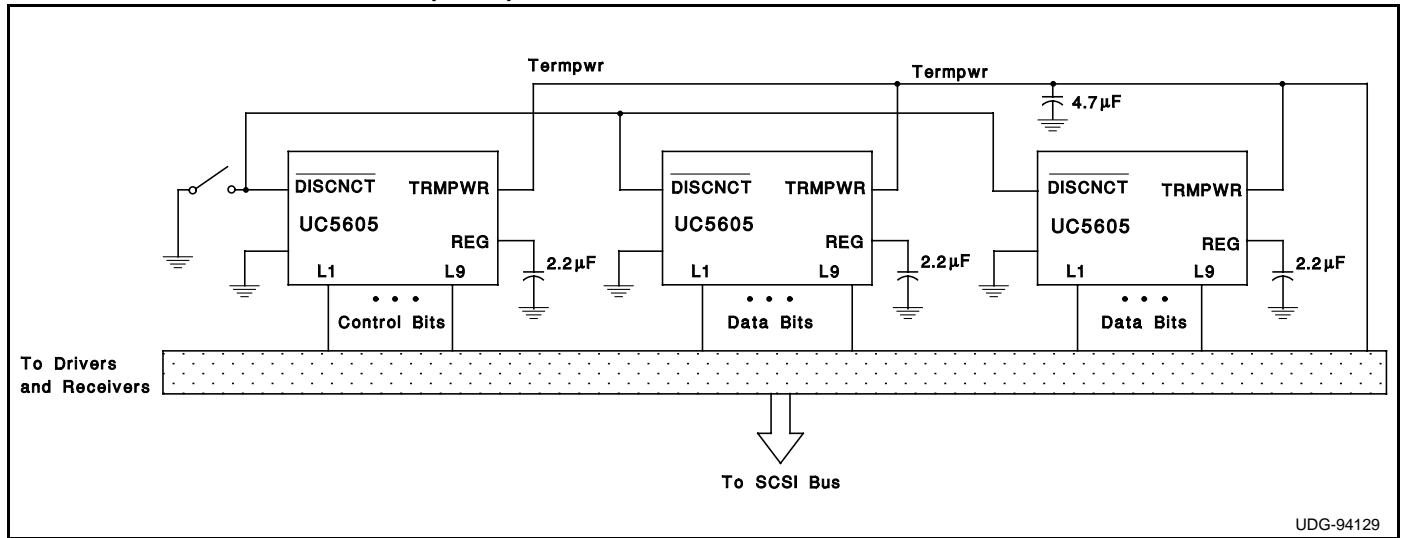 Termpwr
Termpwr
4.7µF
DISCNCT TRMPWR
UC5605
REG
L1 L9
2.2µF
Control Bits
DISCNCT TRMPWR
UC5605
REG
L1 L9
2.2µF
Data Bits
DISCNCT TRMPWR
UC5605
REG
L1 L9
2.2µF
Data Bits
To Drivers
and Receivers
To SCSI Bus
UDG-94129